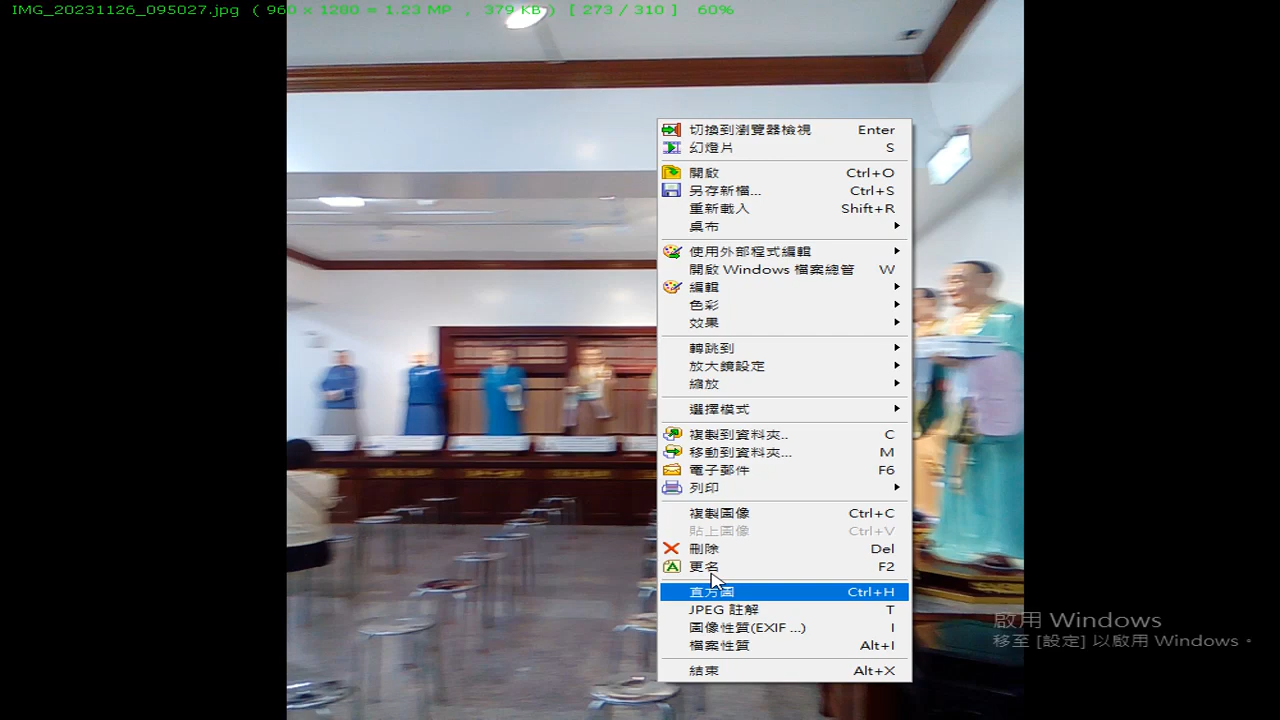 IMG_20231126_095027.jpg ( 960 x 1280 = 1.23 MP , 379 KB ) [ 273 / 310 ] 60%
切換到瀏覽器檢視 Enter
幻燈片 S
開啟 Ctrl+O
另存新檔... Ctrl+S
重新載入 Shift+R
桌布
使用外部程式編輯
開啟 Windows 檔案總管 W
編輯
色彩
效果
轉跳到
放大鏡設定
縮放
選擇模式
複製到資料夾.. C
移動到資料夾... M
電子郵件 F6
列印
複製圖像 Ctrl+C
貼上圖像 Ctrl+V
刪除 Del
更名 F2
直方圖 Ctrl+H
JPEG 註解 T
圖像性質(EXIF ...) I
檔案性質 Alt+I
結束 Alt+X
啟用 Windows
移至 [設定] 以啟用 Windows。